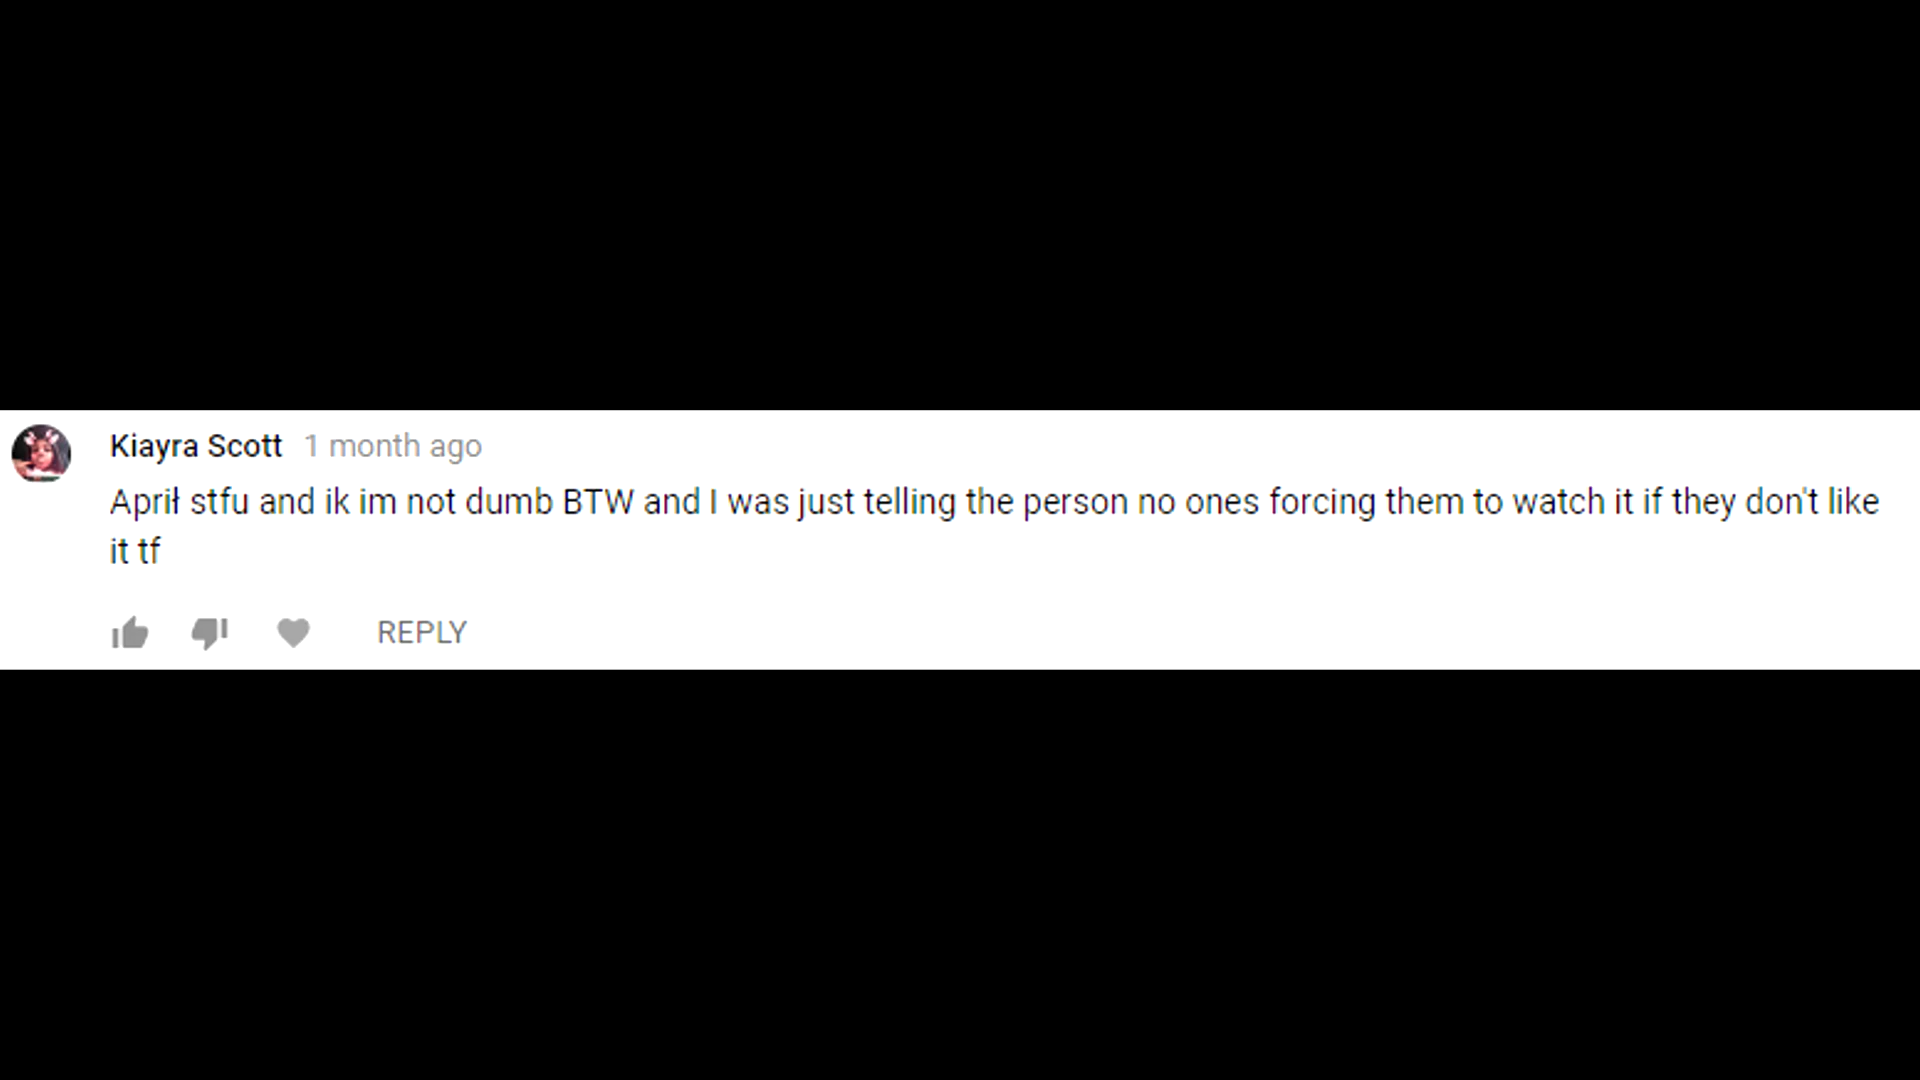 Kiayra Scott 1 month ago
Aprił stfu and ik im not dumb BTW and I was just telling the person no ones forcing them to watch it if they don't like
it tf
REPLY